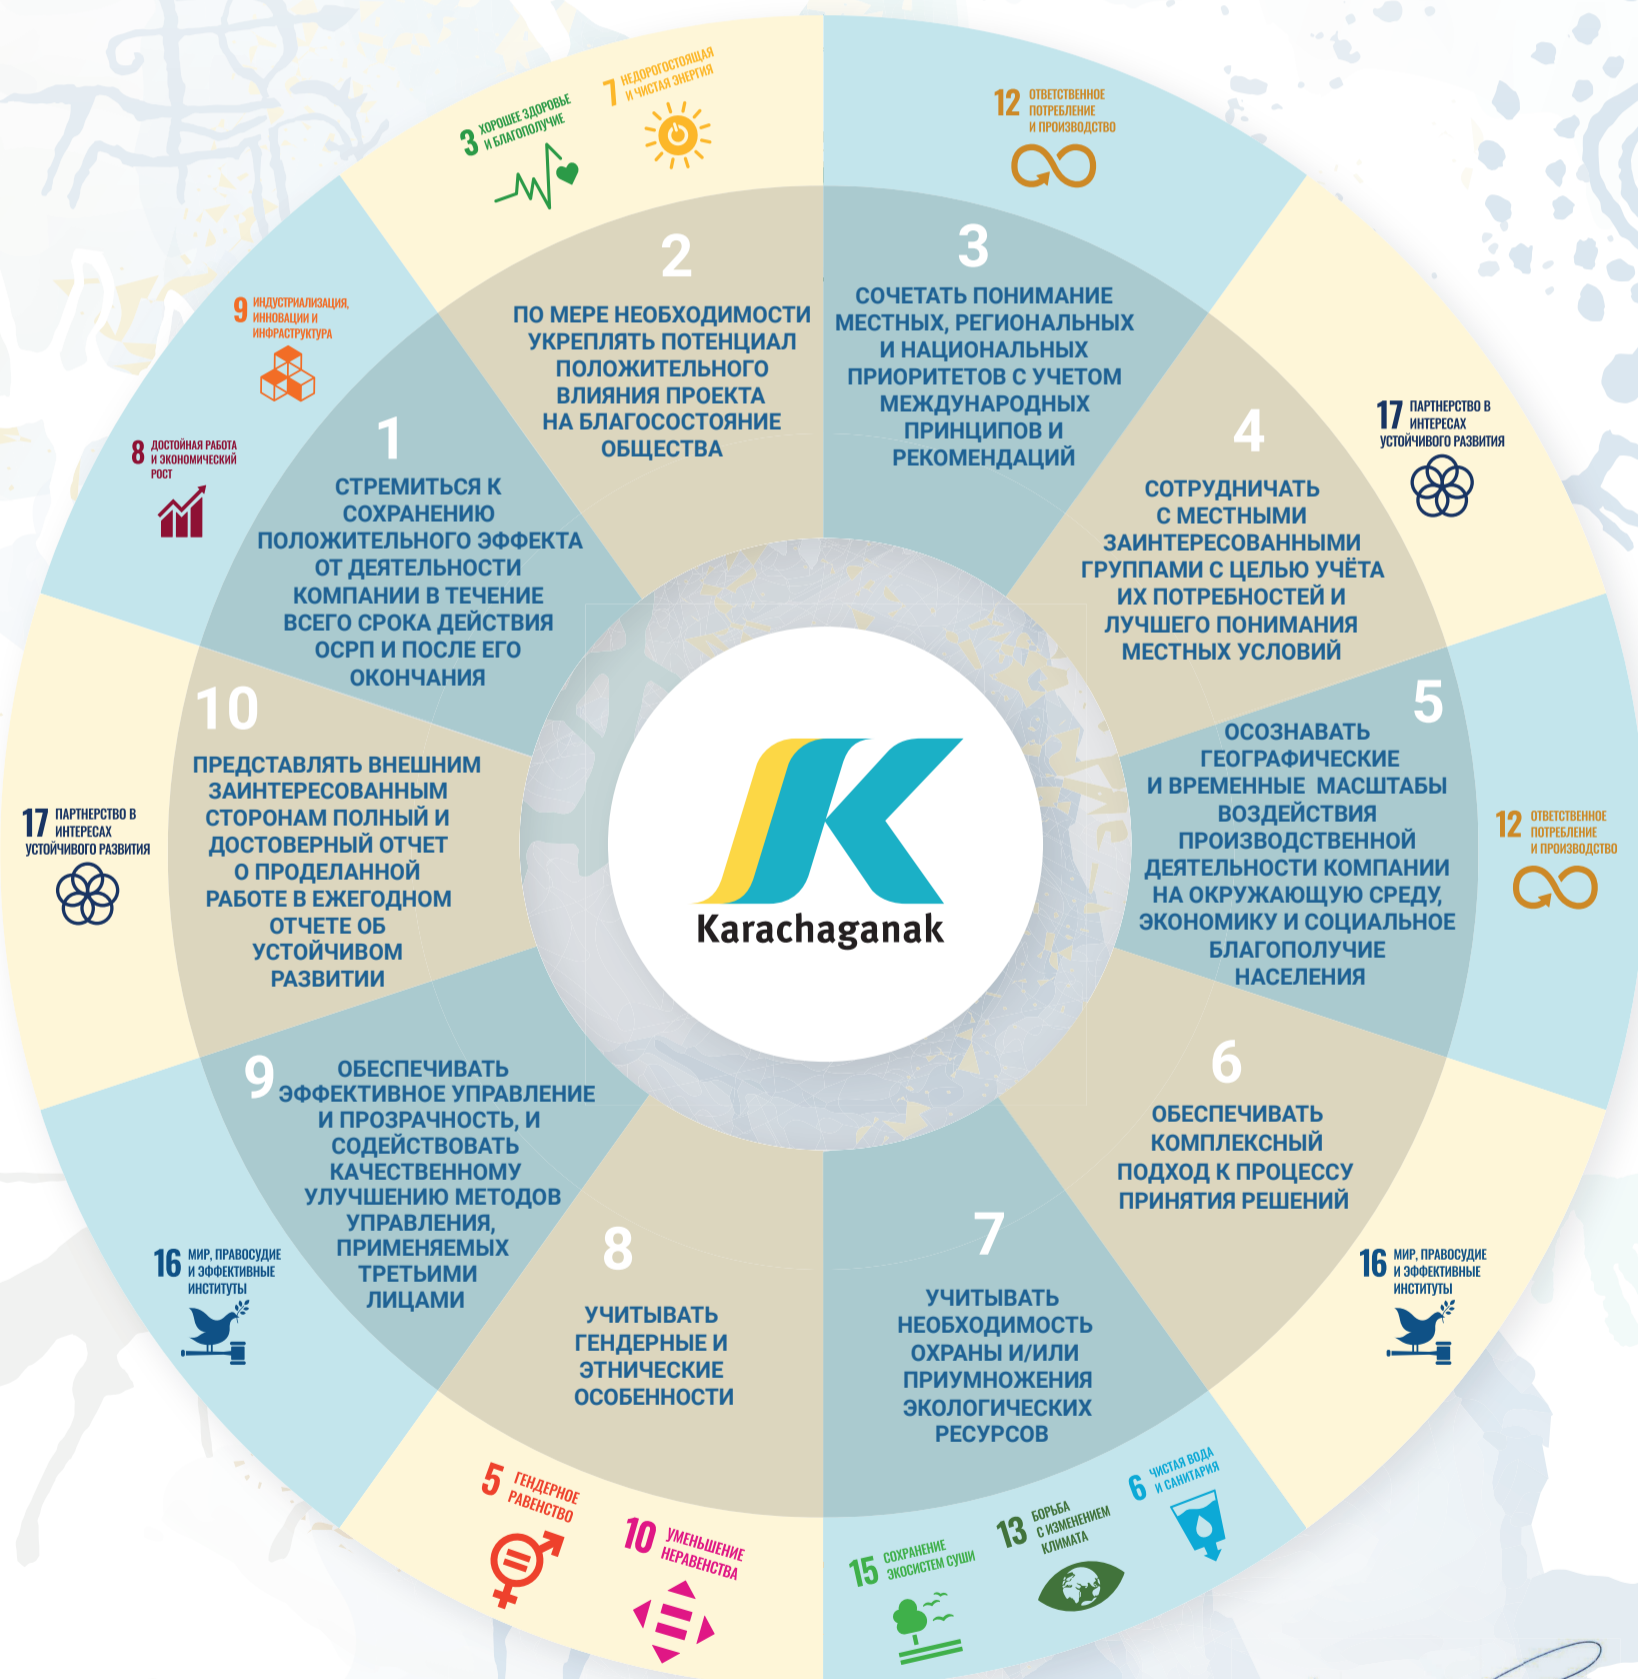 9 ИНДУСТРИАЛИЗАЦИЯ,
ИННОВАЦИИ И
ИНФРАСТРУКТУРА
8 ДОСТОЙНАЯ РАБОТА
И ЭКОНОМИЧЕСКИЙ
РОСТ
1
СТРЕМИТЬСЯ К
СОХРАНЕНИЮ
ПОЛОЖИТЕЛЬНОГО ЭФФЕКТА
ОТ ДЕЯТЕЛЬНОСТИ
КОМПАНИИ В ТЕЧЕНИЕ
ВСЕГО СРОКА ДЕЙСТВИЯ
ОСРП И ПОСЛЕ ЕГО
ОКОНЧАНИЯ
3 ХОРОШЕЕ ЗДОРОВЬЕ
И БЛАГОПОЛУЧИЕ
7 НЕДОРОГОСТОЯЩАЯ
И ЧИСТАЯ ЭНЕРГИЯ
2
ПО МЕРЕ НЕОБХОДИМОСТИ
УКРЕПЛЯТЬ ПОТЕНЦИАЛ
ПОЛОЖИТЕЛЬНОГО
ВЛИЯНИЯ ПРОЕКТА
НА БЛАГОСОСТОЯНИЕ
ОБЩЕСТВА
12 ОТВЕТСТВЕННОЕ
ПОТРЕБЛЕНИЕ
И ПРОИЗВОДСТВО
3
СОЧЕТАТЬ ПОНИМАНИЕ
МЕСТНЫХ, РЕГИОНАЛЬНЫХ
И НАЦИОНАЛЬНЫХ
ПРИОРИТЕТОВ С УЧЕТОМ
МЕЖДУНАРОДНЫХ
ПРИНЦИПОВ И
РЕКОМЕНДАЦИЙ
17 ПАРТНЕРСТВО В
ИНТЕРЕСАХ
УСТОЙЧИВОГО РАЗВИТИЯ
4
СОТРУДНИЧАТЬ
С МЕСТНЫМИ
ЗАИНТЕРЕСОВАННЫМИ
ГРУППАМИ С ЦЕЛЬЮ УЧЁТА
ИХ ПОТРЕБНОСТЕЙ И
ЛУЧШЕГО ПОНИМАНИЯ
МЕСТНЫХ УСЛОВИЙ
5
ОСОЗНАВАТЬ
ГЕОГРАФИЧЕСКИЕ
И ВРЕМЕННЫЕ МАСШТАБЫ
ВОЗДЕЙСТВИЯ
ПРОИЗВОДСТВЕННОЙ
ДЕЯТЕЛЬНОСТИ КОМПАНИИ
НА ОКРУЖАЮЩУЮ СРЕДУ,
ЭКОНОМИКУ И СОЦИАЛЬНОЕ
БЛАГОПОЛУЧИЕ
НАСЕЛЕНИЯ
12 ОТВЕТСТВЕННОЕ
ПОТРЕБЛЕНИЕ
И ПРОИЗВОДСТВО
6
ОБЕСПЕЧИВАТЬ
КОМПЛЕКСНЫЙ
ПОДХОД К ПРОЦЕССУ
ПРИНЯТИЯ РЕШЕНИЙ
16 МИР, ПРАВОСУДИЕ
И ЭФФЕКТИВНЫЕ
ИНСТИТУТЫ
7
УЧИТЫВАТЬ
НЕОБХОДИМОСТЬ
ОХРАНЫ И/ИЛИ
ПРИУМНОЖЕНИЯ
ЭКОЛОГИЧЕСКИХ
РЕСУРСОВ
15 СОХРАНЕНИЕ
ЭКОСИСТЕМ СУШИ
13 БОРЬБА
С ИЗМЕНЕНИЕМ
КЛИМАТА
6 ЧИСТАЯ ВОДА
И САНИТАРИЯ
8
УЧИТЫВАТЬ
ГЕНДЕРНЫЕ И
ЭТНИЧЕСКИЕ
ОСОБЕННОСТИ
5 ГЕНДЕРНОЕ
РАВЕНСТВО
10 УМЕНЬШЕНИЕ
НЕРАВЕНСТВА
9
ОБЕСПЕЧИВАТЬ
ЭФФЕКТИВНОЕ УПРАВЛЕНИЕ
И ПРОЗРАЧНОСТЬ, И
СОДЕЙСТВОВАТЬ
КАЧЕСТВЕННОМУ
УЛУЧШЕНИЮ МЕТОДОВ
УПРАВЛЕНИЯ,
ПРИМЕНЯЕМЫХ
ТРЕТЬИМИ
ЛИЦАМИ
16 МИР, ПРАВОСУДИЕ
И ЭФФЕКТИВНЫЕ
ИНСТИТУТЫ
10
ПРЕДСТАВЛЯТЬ ВНЕШНИМ
ЗАИНТЕРЕСОВАННЫМ
СТОРОНАМ ПОЛНЫЙ И
ДОСТОВЕРНЫЙ ОТЧЕТ
О ПРОДЕЛАННОЙ
РАБОТЕ В ЕЖЕГОДНОМ
ОТЧЕТЕ ОБ
УСТОЙЧИВОМ
РАЗВИТИИ
17 ПАРТНЕРСТВО В
ИНТЕРЕСАХ
УСТОЙЧИВОГО РАЗВИТИЯ
Karachaganak